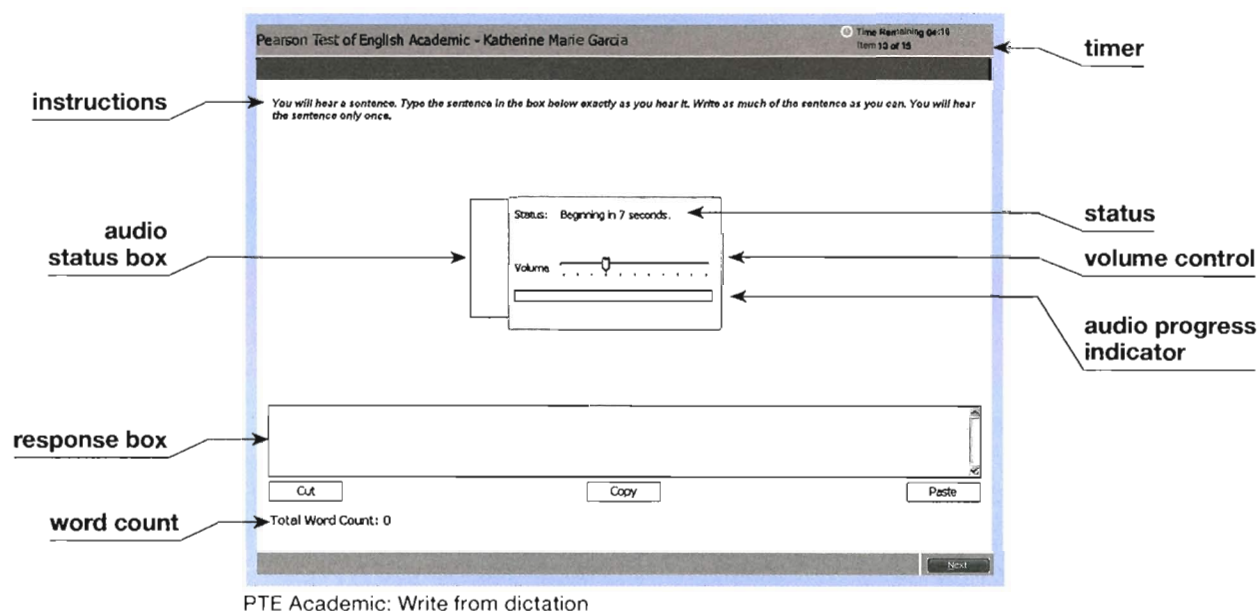 Pearson Test of English Academic - Katherine Marie Garcia
Time Remaining 04:16
Item 13 of 15
timer
instructions
You will hear a sentence. Type the sentence in the box below exactly as you hear it. Write as much of the sentence as you can. You will hear
the sentence only once.
audio
status box
Status: Beginning in 7 seconds.
status
Volume
volume control
audio progress
indicator
response box
Cut
Copy
Paste
word count
Total Word Count: 0
Next
PTE Academic: Write from dictation